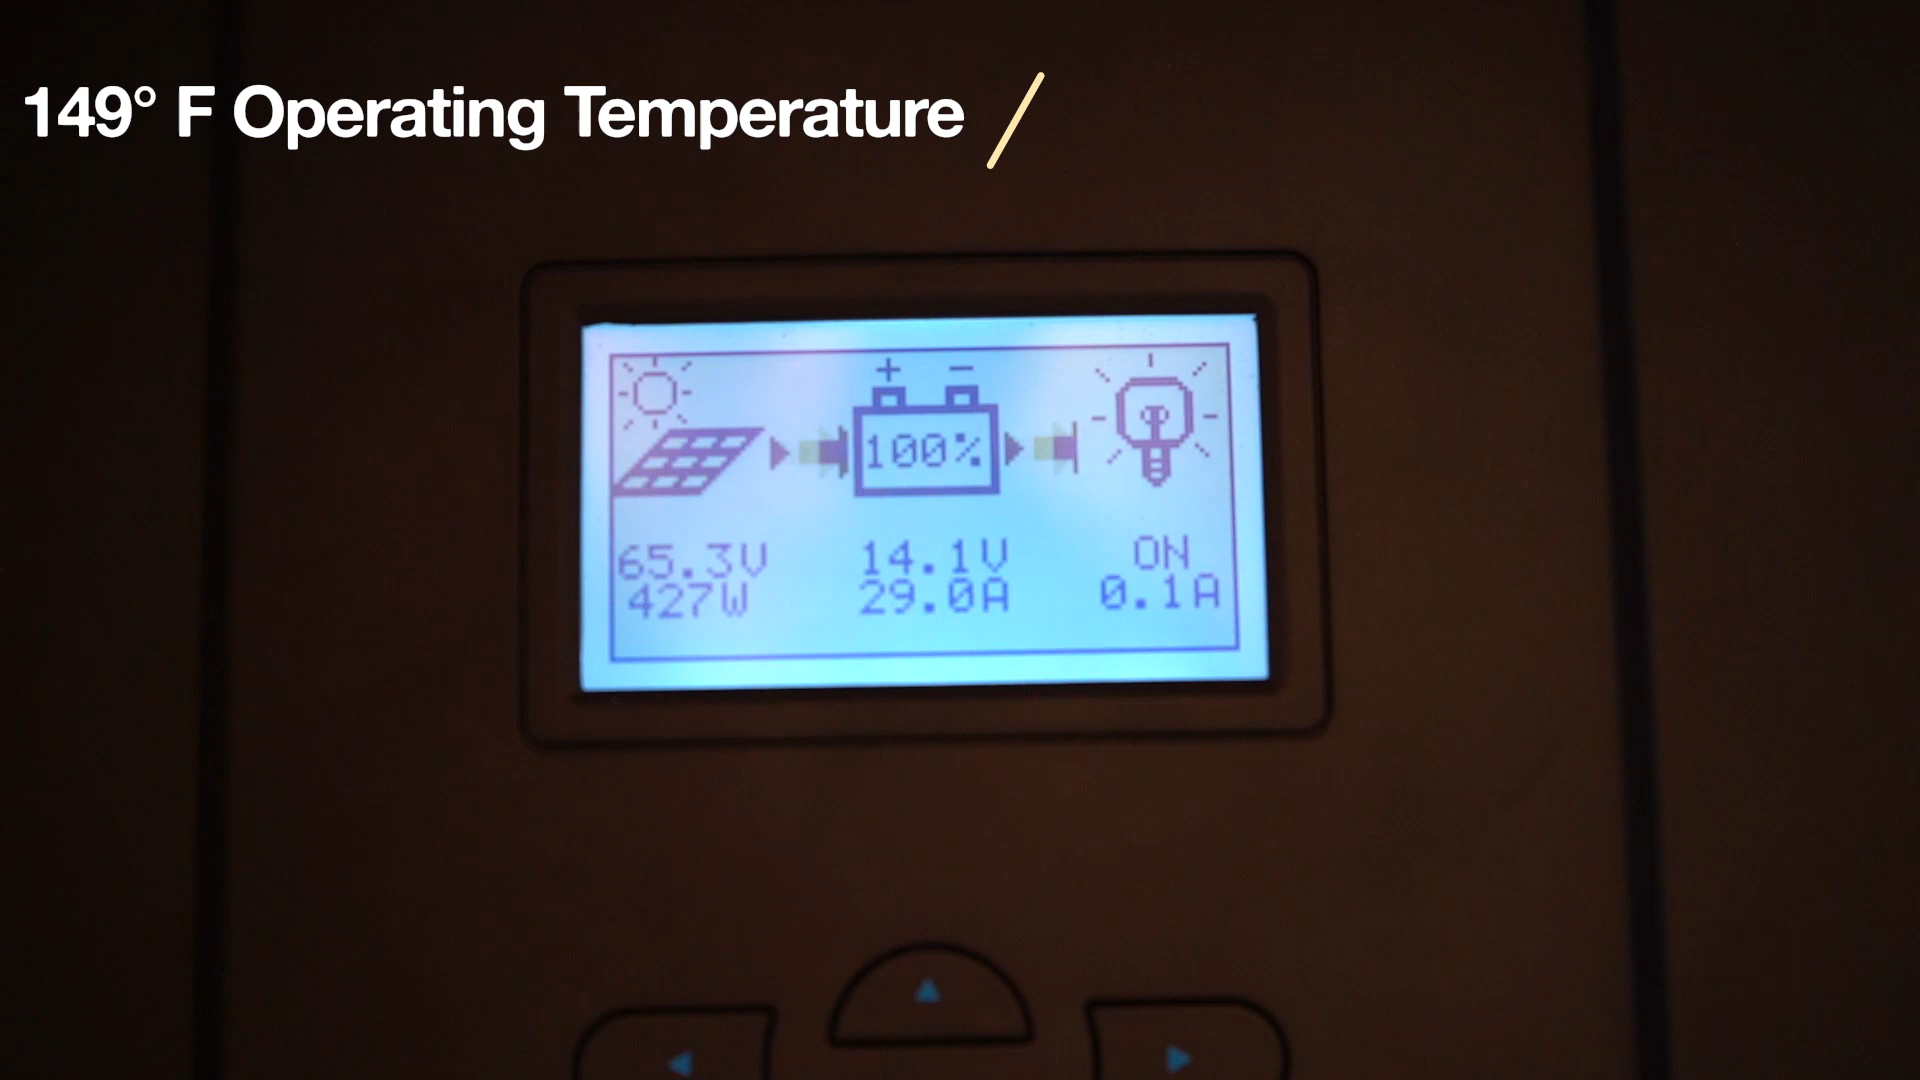 149° F Operating Temperature
+ −
100%
65.3V 14.1V ON
427W 29.0A 0.1A